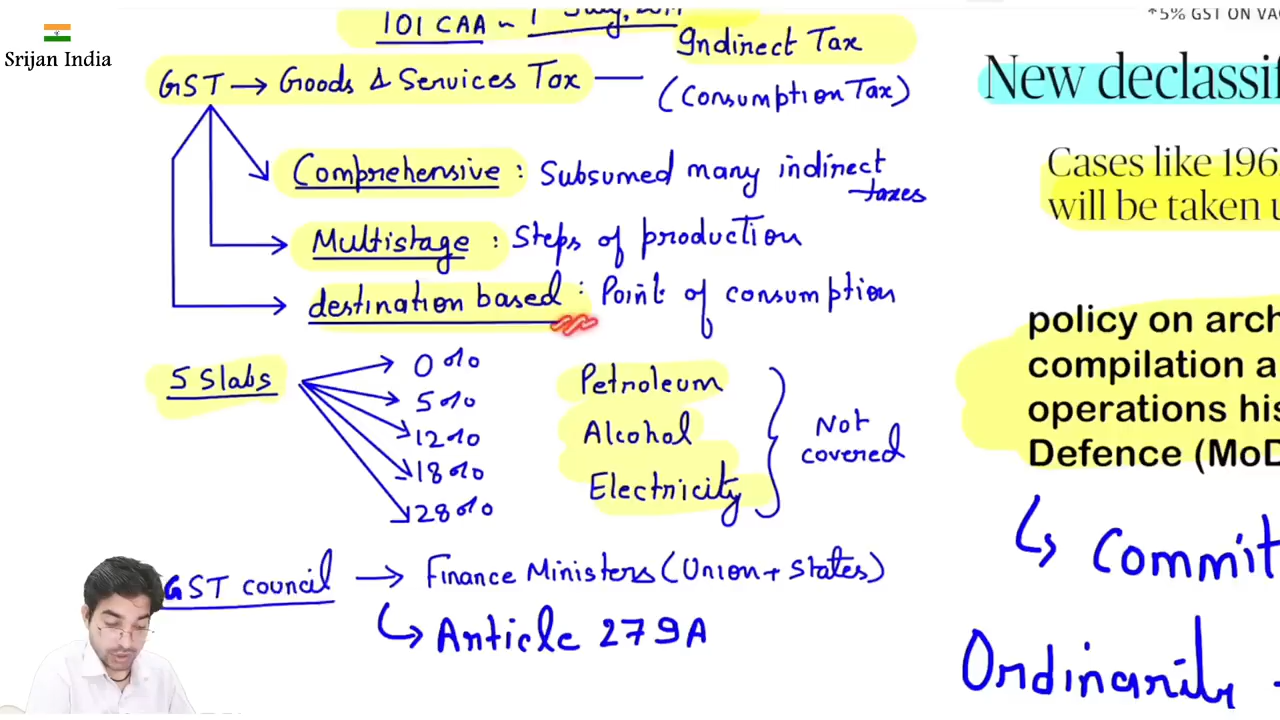 *5% GST ON VAC
101 CAA ~ 1st July, 2017
Indirect Tax
Srijan India
GST → Goods & Services Tax —
(Consumption Tax)
New declassif
Comprehensive : Subsumed many indirect
taxes
Cases like 196
will be taken u
Multistage : Steps of production
destination based : Point of consumption
policy on arch
compilation a
operations his
Defence (MoD
5 Slabs
0%
5%
12%
18%
28%
Petroleum
Alcohol
Electricity
Not
covered
GST council → Finance Ministers (Union + States)
↳ Article 279A
↳ Commit
Ordinarily -